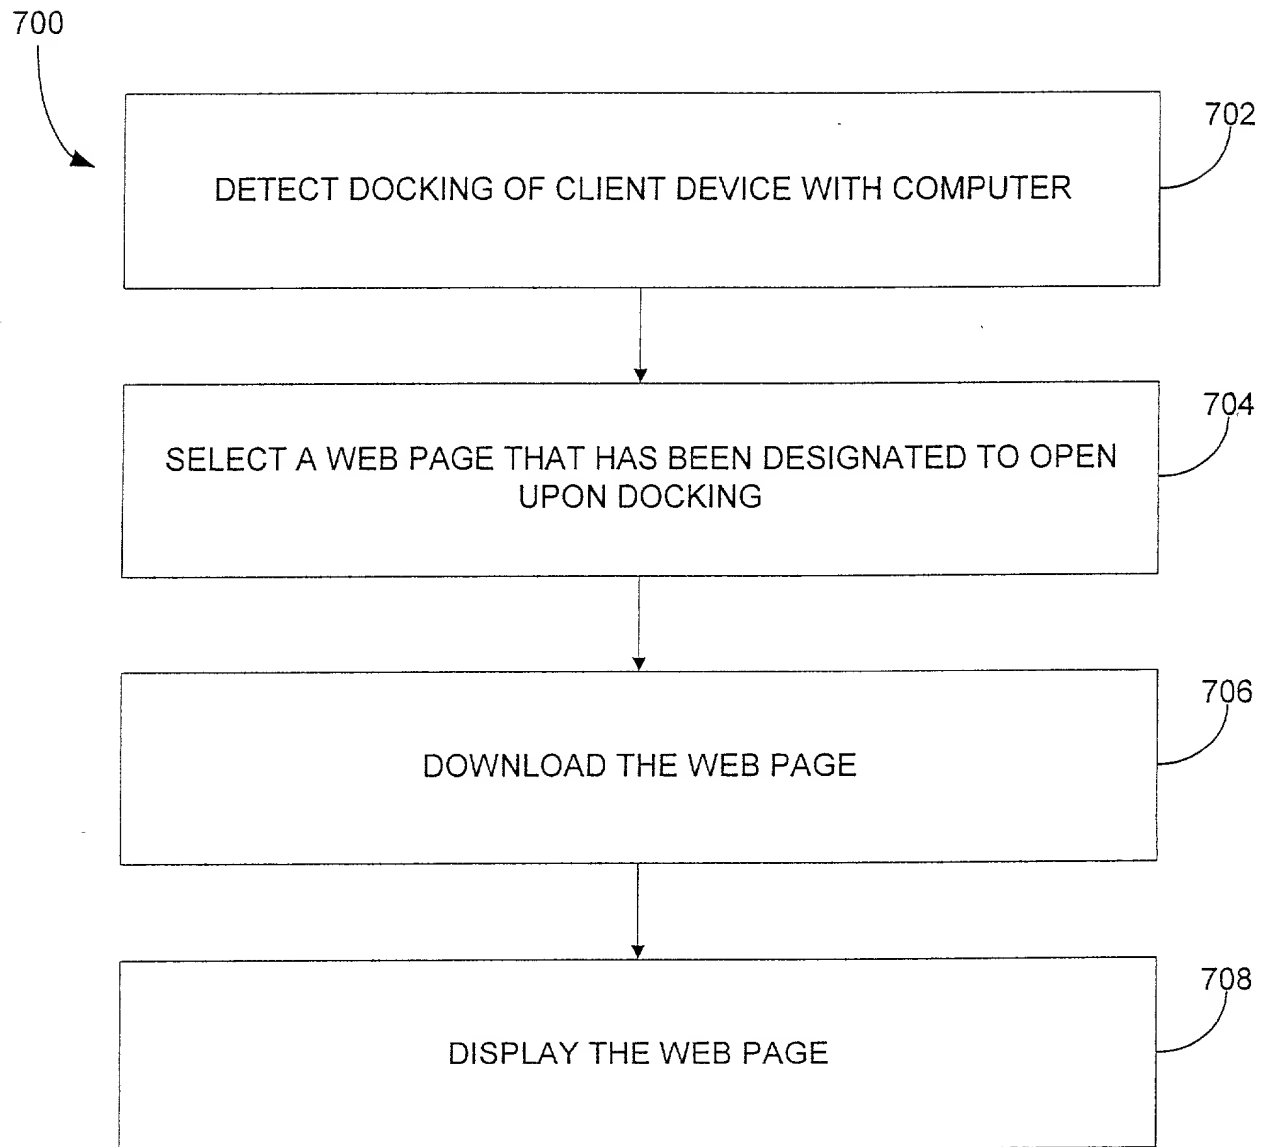 700
702
DETECT DOCKING OF CLIENT DEVICE WITH COMPUTER
704
SELECT A WEB PAGE THAT HAS BEEN DESIGNATED TO OPEN
UPON DOCKING
706
DOWNLOAD THE WEB PAGE
708
DISPLAY THE WEB PAGE